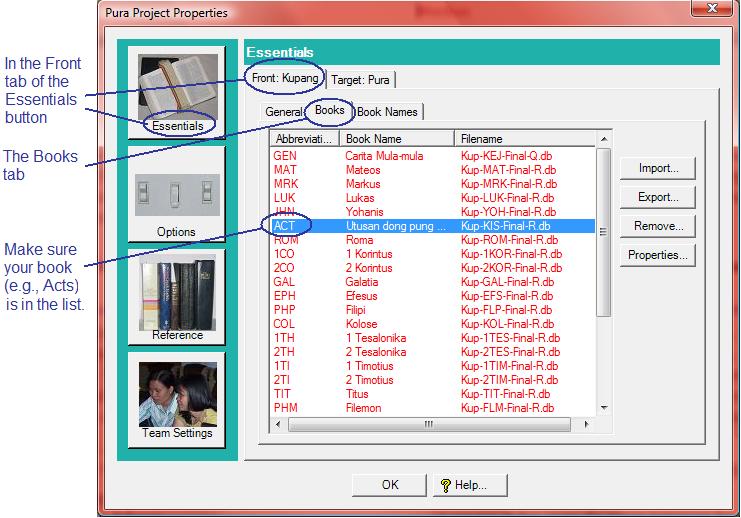 Pura Project Properties
In the Front
tab of the
Essentials
button
The Books
tab
Make sure
your book
(e.g., Acts)
is in the list.
Essentials
Options
Reference
Team Settings
Essentials
Front: Kupang Target: Pura
General Books Book Names
Abbreviati... Book Name Filename
GEN Carita Mula-mula Kup-KEJ-Final-Q.db
MAT Mateos Kup-MAT-Final-R.db
MRK Markus Kup-MRK-Final-R.db
LUK Lukas Kup-LUK-Final-R.db
JHN Yohanis Kup-YOH-Final-R.db
ACT Utusan dong pung ... Kup-KIS-Final-R.db
ROM Roma Kup-ROM-Final-R.db
1CO 1 Korintus Kup-1KOR-Final-R.db
2CO 2 Korintus Kup-2KOR-Final-R.db
GAL Galatia Kup-GAL-Final-R.db
EPH Efesus Kup-EFS-Final-R.db
PHP Filipi Kup-FLP-Final-R.db
COL Kolose Kup-KOL-Final-R.db
1TH 1 Tesalonika Kup-1TES-Final-R.db
2TH 2 Tesalonika Kup-2TES-Final-R.db
1TI 1 Timotius Kup-1TIM-Final-R.db
2TI 2 Timotius Kup-2TIM-Final-R.db
TIT Titus Kup-TIT-Final-R.db
PHM Filemon Kup-FLM-Final-R.db
Import...
Export...
Remove...
Properties...
OK Help...